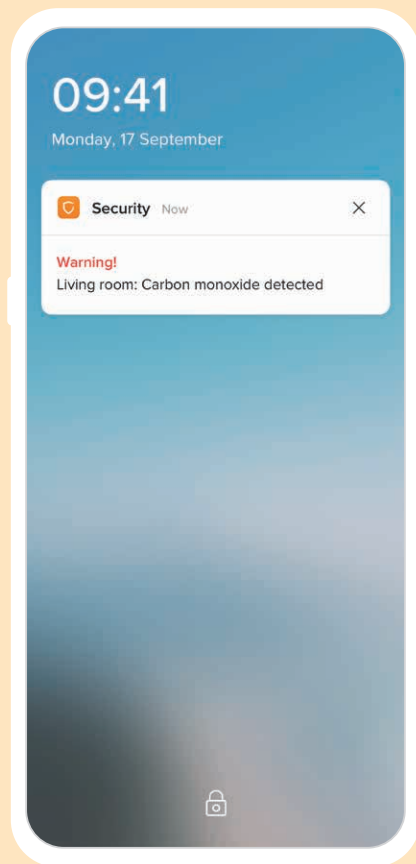 09:41
Monday, 17 September
Security Now
Warning!
Living room: Carbon monoxide detected